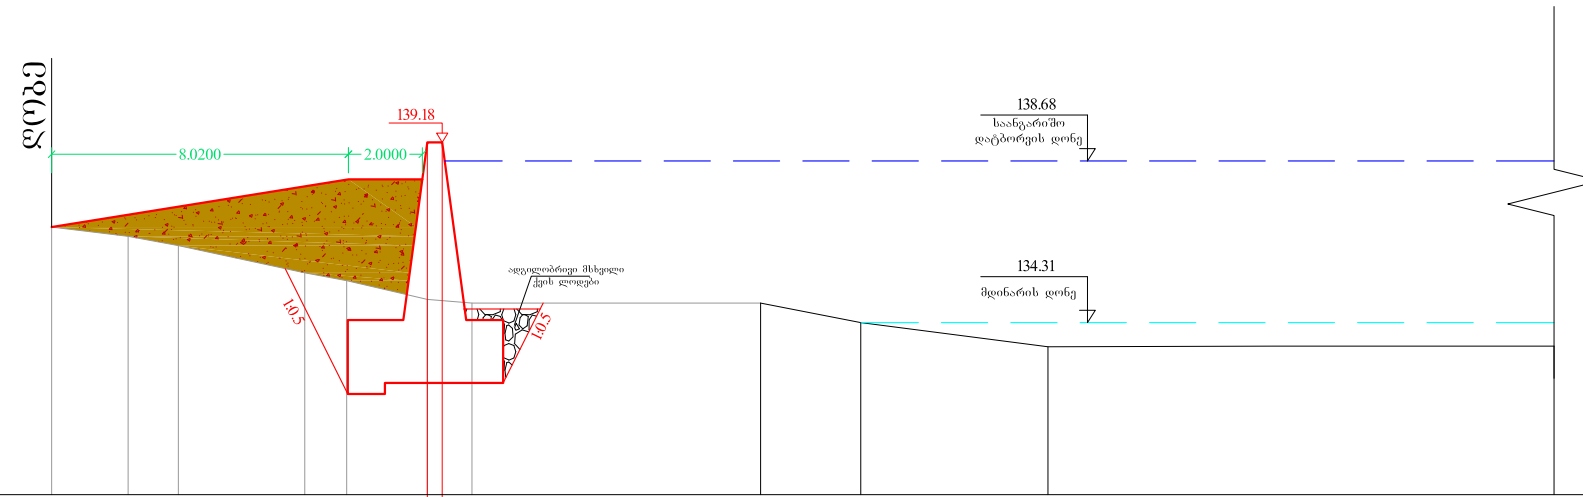 ღობე
139.18
8.0200
2.0000
138.68
საანგარიშო
დატბორვის დონე
134.31
მდინარის დონე
ადგილობრივი მსხვილი
ქვის ლოდები
1:0.5
1:0.5